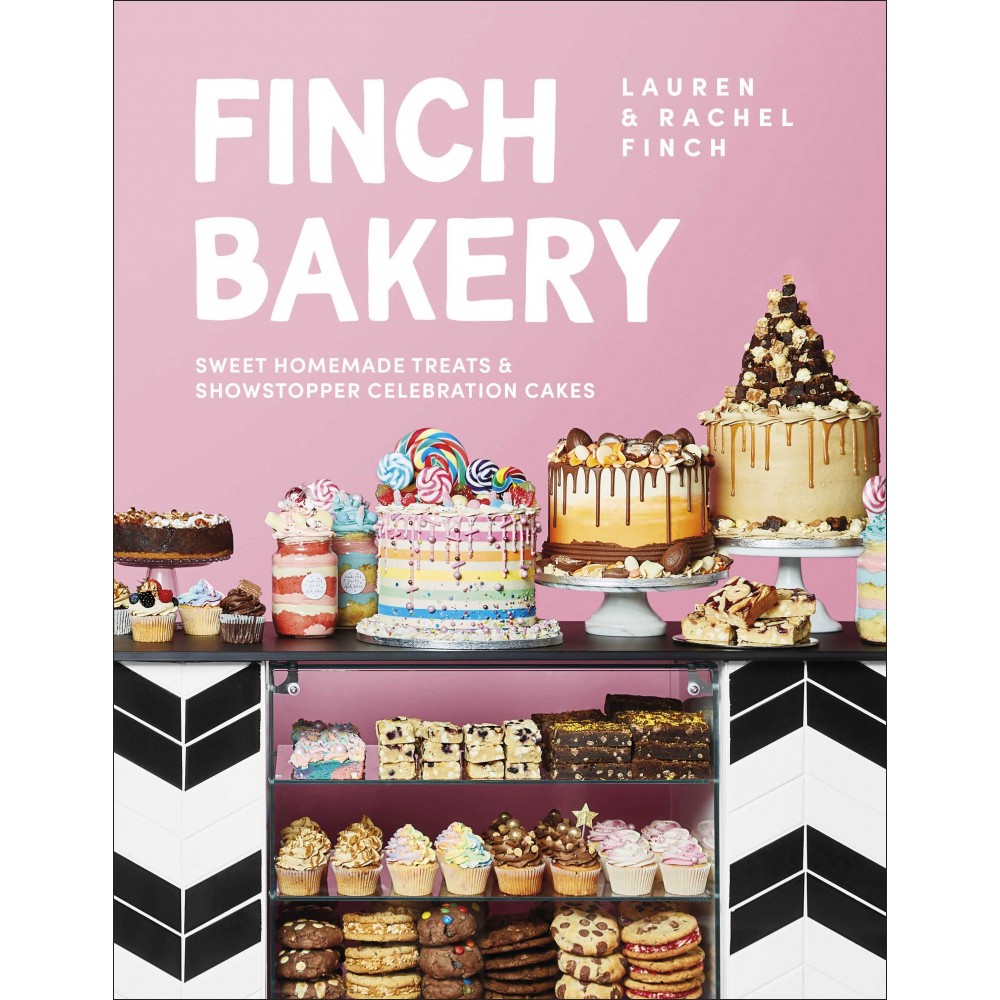 FINCH
BAKERY
LAUREN
& RACHEL
FINCH
SWEET HOMEMADE TREATS &
SHOWSTOPPER CELEBRATION CAKES